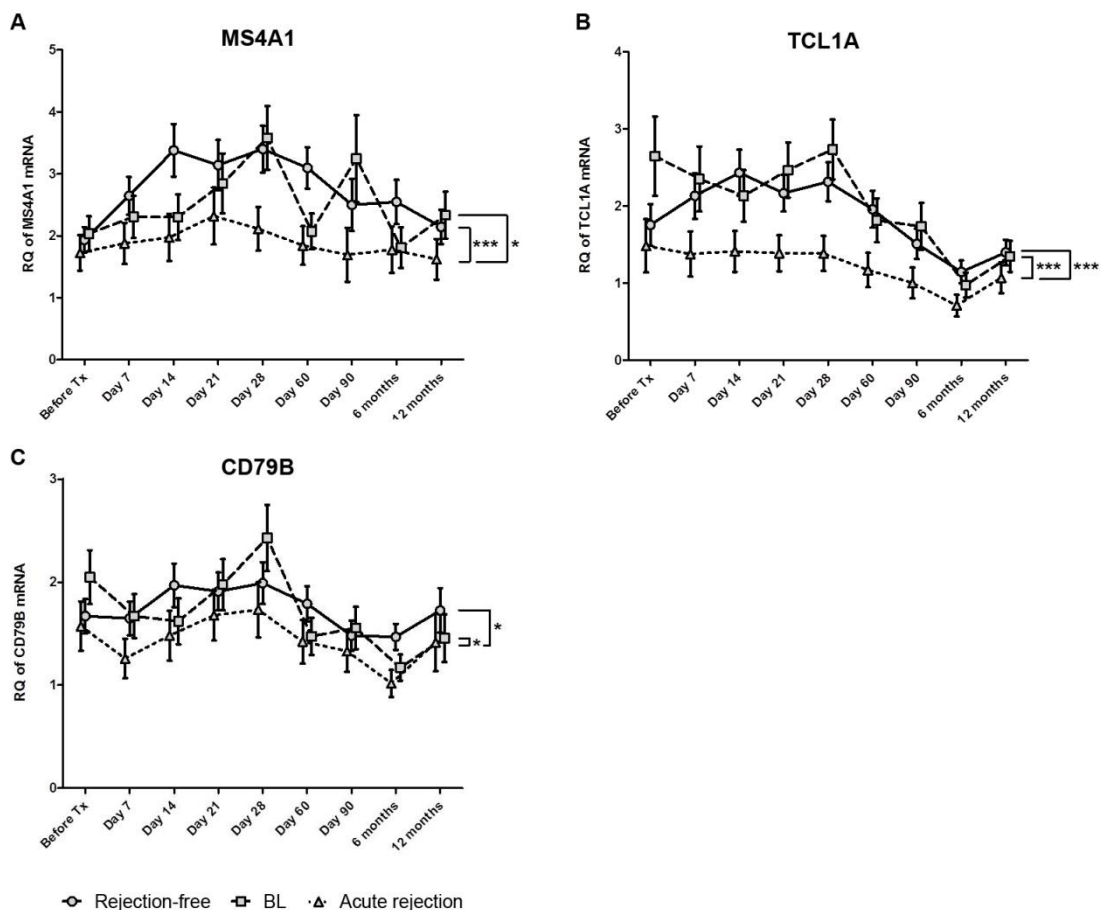 A
MS4A1
RQ of MS4A1 mRNA
5
4
3
2
1
0
*** *
Before Tx Day 7 Day 14 Day 21 Day 28 Day 60 Day 90 6 months 12 months
B
TCL1A
RQ of TCL1A mRNA
4
3
2
1
0
*** ***
Before Tx Day 7 Day 14 Day 21 Day 28 Day 60 Day 90 6 months 12 months
C
CD79B
RQ of CD79B mRNA
3
2
1
0
*
*
Before Tx Day 7 Day 14 Day 21 Day 28 Day 60 Day 90 6 months 12 months
Rejection-free BL Acute rejection